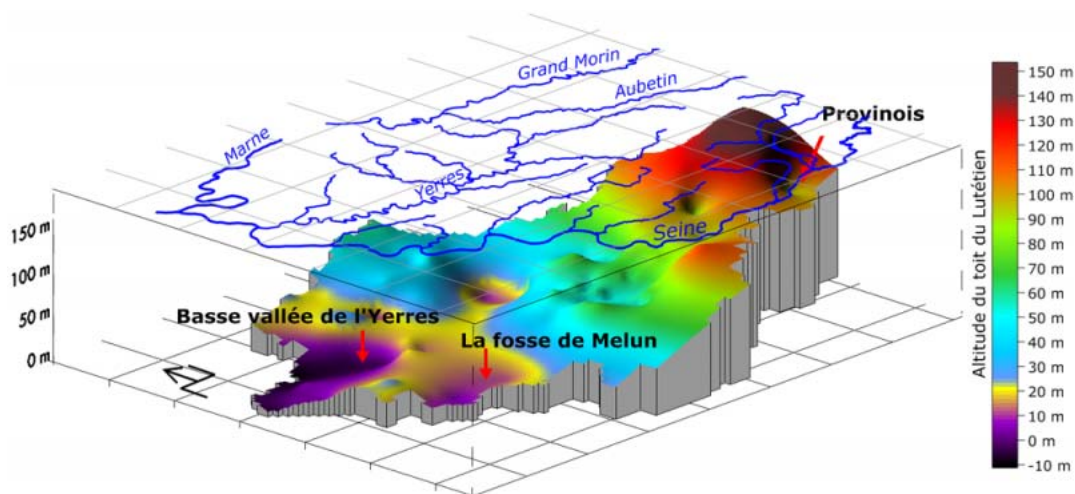 Grand Morin
Aubetin
Provinois
Marne
Yerres
Seine
150 m
100 m
50 m
0 m
Basse vallée de l'Yerres
La fosse de Melun
N
Altitude du toit du Lutétien
150 m
140 m
130 m
120 m
110 m
100 m
90 m
80 m
70 m
60 m
50 m
40 m
30 m
20 m
10 m
0 m
-10 m